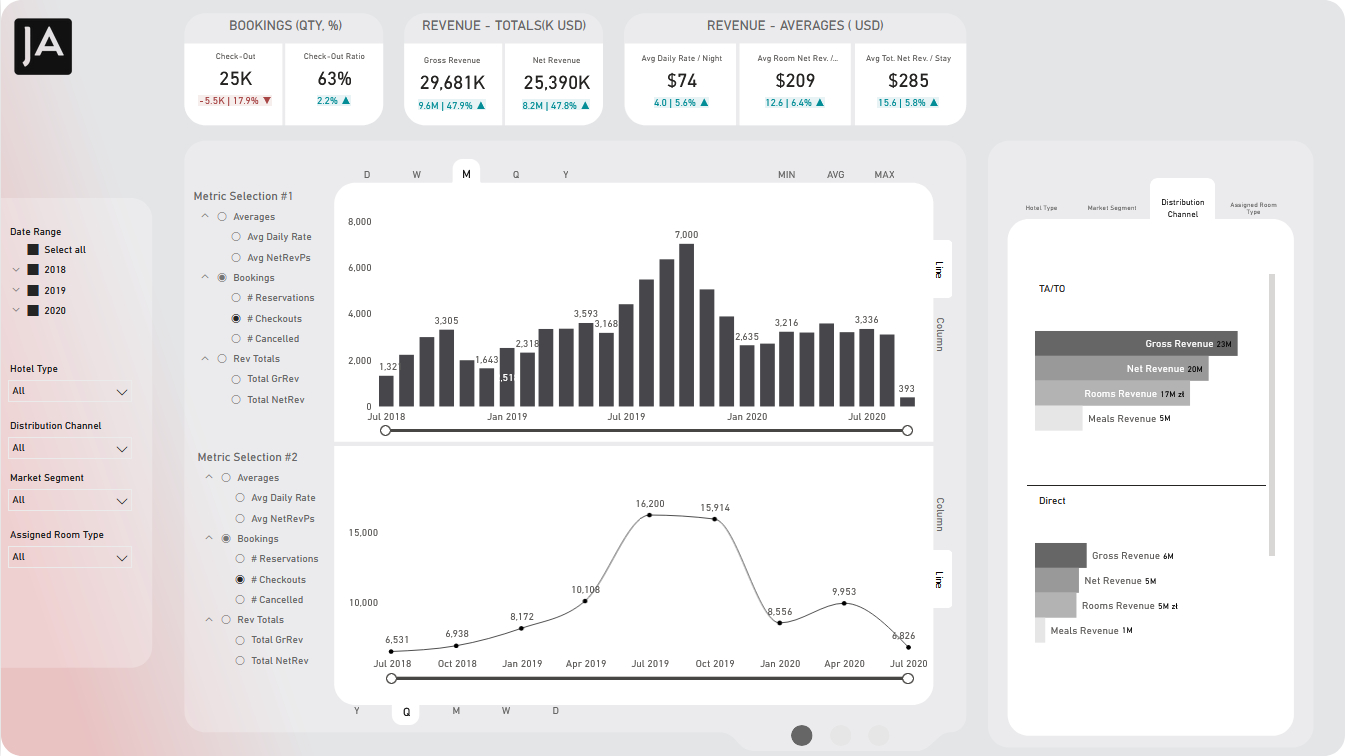 JA
BOOKINGS (QTY, %)
Check-Out
25K
-5.5K | 17.9% ▼
Check-Out Ratio
63%
2.2% ▲
REVENUE - TOTALS(K USD)
Gross Revenue
29,681K
9.6M | 47.9% ▲
Net Revenue
25,390K
8.2M | 47.8% ▲
REVENUE - AVERAGES ( USD)
Avg Daily Rate / Night
$74
4.0 | 5.6% ▲
Avg Room Net Rev. /...
$209
12.6 | 6.4% ▲
Avg Tot. Net Rev. / Stay
$285
15.6 | 5.8% ▲
Date Range
Select all
2018
2019
2020
Hotel Type
All
Distribution Channel
All
Market Segment
All
Assigned Room Type
All
Metric Selection #1
Averages
Avg Daily Rate
Avg NetRevPs
Bookings
# Reservations
# Checkouts
# Cancelled
Rev Totals
Total GrRev
Total NetRev
Metric Selection #2
Averages
Avg Daily Rate
Avg NetRevPs
Bookings
# Reservations
# Checkouts
# Cancelled
Rev Totals
Total GrRev
Total NetRev
D W M Q Y MIN AVG MAX
8,000
6,000
4,000
2,000
0
3,305
1,643
2,318
3,593
3,168
7,000
2,635
3,216
3,336
393
Jul 2018 Jan 2019 Jul 2019 Jan 2020 Jul 2020
Line
Column
15,000
10,000
6,531
6,938
8,172
10,108
16,200
15,914
8,556
9,953
6,826
Jul 2018 Oct 2018 Jan 2019 Apr 2019 Jul 2019 Oct 2019 Jan 2020 Apr 2020 Jul 2020
Column
Line
Y Q M W D
Hotel Type
Market Segment
Distribution
Channel
Assigned Room
Type
TA/TO
Gross Revenue 23M
Net Revenue 20M
Rooms Revenue 17M zł
Meals Revenue 5M
Direct
Gross Revenue 6M
Net Revenue 5M
Rooms Revenue 5M zł
Meals Revenue 1M